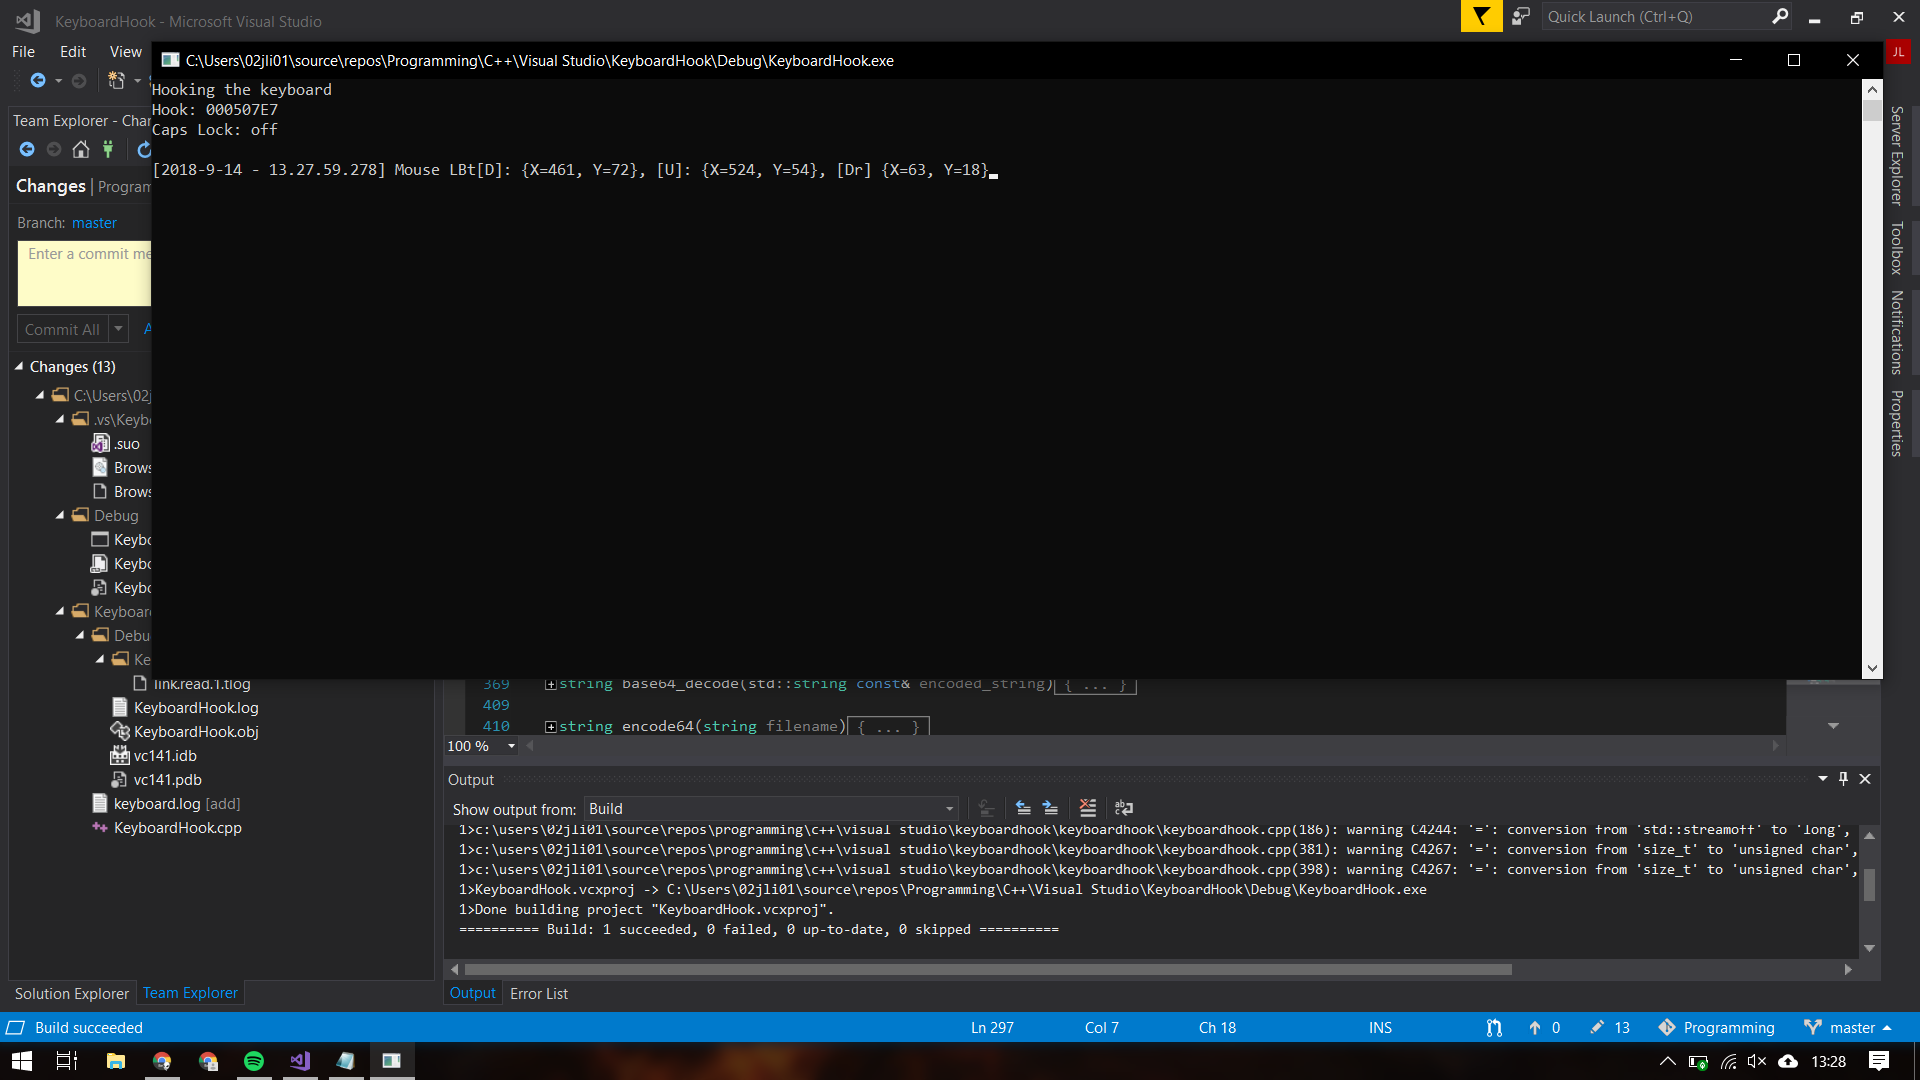 KeyboardHook - Microsoft Visual Studio
Quick Launch (Ctrl+Q)
File Edit View
JL
C:\Users\02jli01\source\repos\Programming\C++\Visual Studio\KeyboardHook\Debug\KeyboardHook.exe
Hooking the keyboard
Hook: 000507E7
Caps Lock: off
[2018-9-14 - 13.27.59.278] Mouse LBt[D]: {X=461, Y=72}, [U]: {X=524, Y=54}, [Dr] {X=63, Y=18}
Team Explorer - Char
Changes | Program
Branch: master
Enter a commit me
Commit All
Changes (13)
C:\Users\02j
.vs\Keyb
.suo
Brows
Brows
Debug
Keybo
Keybo
Keybo
Keyboar
Debu
Ke
link.read.1.tlog
KeyboardHook.log
KeyboardHook.obj
vc141.idb
vc141.pdb
keyboard.log [add]
KeyboardHook.cpp
Solution Explorer Team Explorer
Server Explorer
Toolbox
Notifications
Properties
369 string base64_decode(std::string const& encoded_string){ ... }
409
410 string encode64(string filename){ ... }
100 %
Output
Show output from: Build
1>c:\users\02jli01\source\repos\programming\c++\visual studio\keyboardhook\keyboardhook\keyboardhook.cpp(186): warning C4244: '=': conversion from 'std::streamoff' to 'long',
1>c:\users\02jli01\source\repos\programming\c++\visual studio\keyboardhook\keyboardhook\keyboardhook.cpp(381): warning C4267: '=': conversion from 'size_t' to 'unsigned char',
1>c:\users\02jli01\source\repos\programming\c++\visual studio\keyboardhook\keyboardhook\keyboardhook.cpp(398): warning C4267: '=': conversion from 'size_t' to 'unsigned char',
1>KeyboardHook.vcxproj -> C:\Users\02jli01\source\repos\Programming\C++\Visual Studio\KeyboardHook\Debug\KeyboardHook.exe
1>Done building project "KeyboardHook.vcxproj".
========== Build: 1 succeeded, 0 failed, 0 up-to-date, 0 skipped ==========
Output Error List
Build succeeded Ln 297 Col 7 Ch 18 INS 0 13 Programming master
13:28